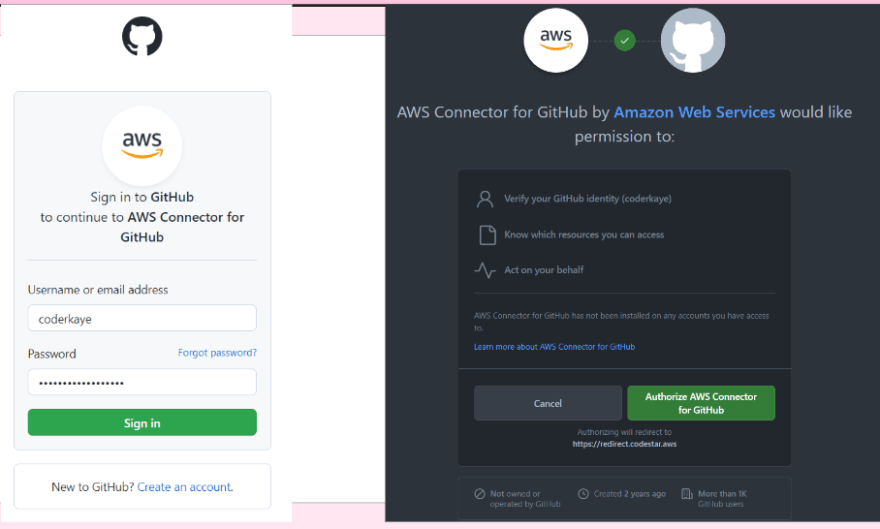 aws
Sign in to GitHub
to continue to AWS Connector for
GitHub
Username or email address
coderkaye
Password Forgot password?
••••••••••••••••••
Sign in
New to GitHub? Create an account.
aws
AWS Connector for GitHub by Amazon Web Services would like
permission to:
Verify your GitHub identity (coderkaye)
Know which resources you can access
Act on your behalf
AWS Connector for GitHub has not been installed on any accounts you have access
to.
Learn more about AWS Connector for GitHub
Cancel
Authorize AWS Connector
for GitHub
Authorizing will redirect to
https://redirect.codestar.aws
Not owned or
operated by GitHub
Created 2 years ago
More than 1K
GitHub users